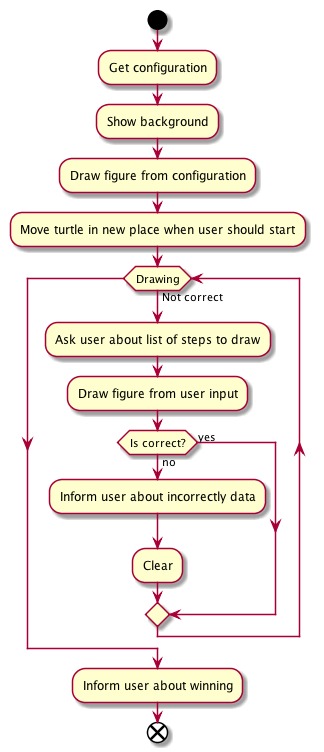 Get configuration
Show background
Draw figure from configuration
Move turtle in new place when user should start
Drawing
Not correct
Ask user about list of steps to draw
Draw figure from user input
Is correct?
yes
no
Inform user about incorrectly data
Clear
Inform user about winning